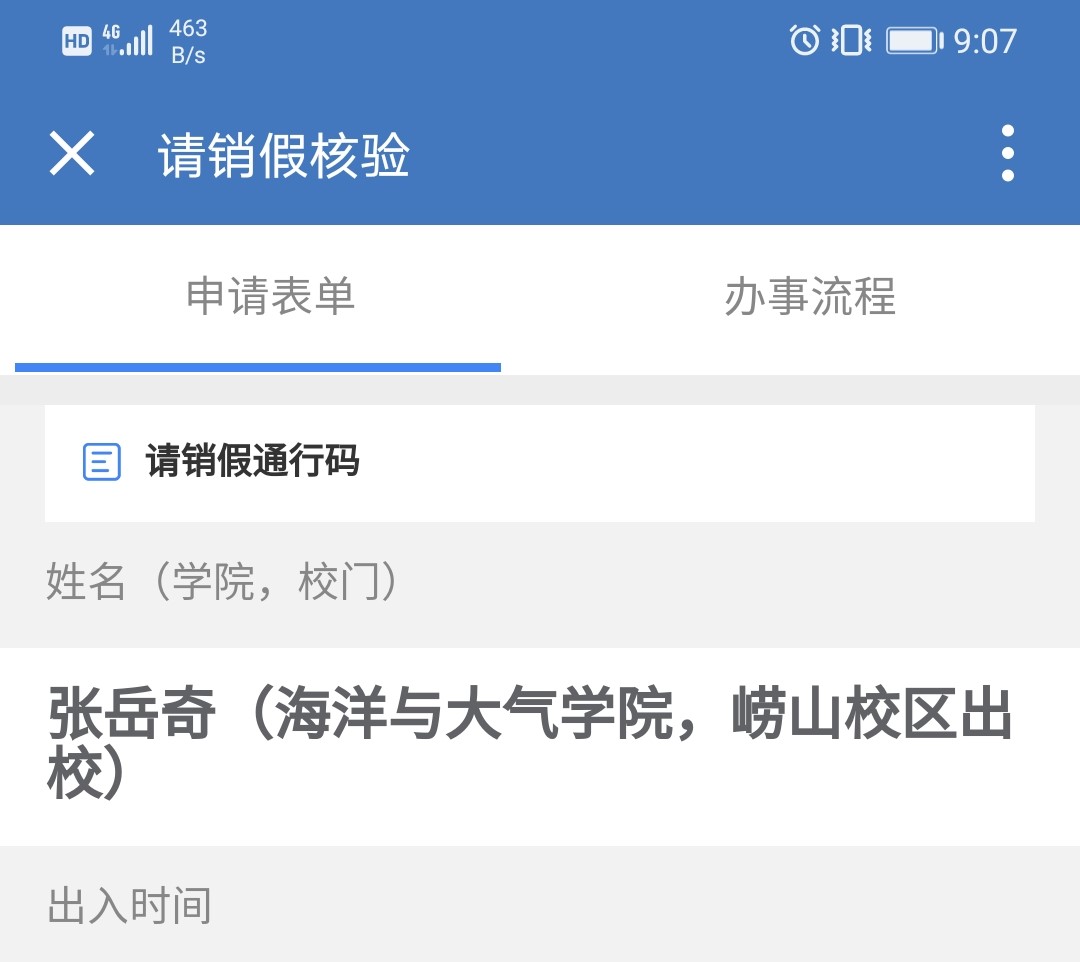 HD 4G 463 B/s 9:07
请销假核验
申请表单 办事流程
请销假通行码
姓名（学院，校门）
张岳奇（海洋与大气学院，崂山校区出
校）
出入时间